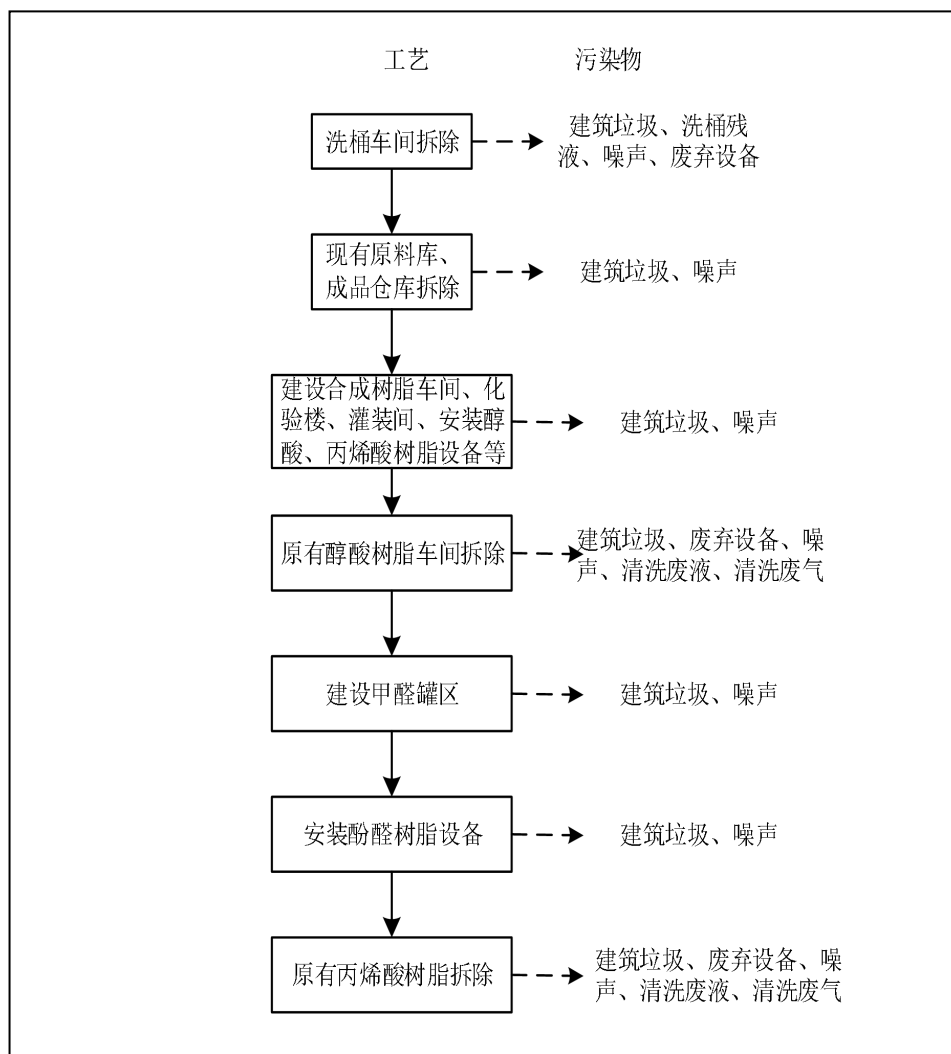 工艺
污染物
洗桶车间拆除
建筑垃圾、洗桶残
液、噪声、废弃设备
现有原料库、
成品仓库拆除
建筑垃圾、噪声
建设合成树脂车间、化
验楼、灌装间、安装醇
酸、丙烯酸树脂设备等
建筑垃圾、噪声
原有醇酸树脂车间拆除
建筑垃圾、废弃设备、噪
声、清洗废液、清洗废气
建设甲醛罐区
建筑垃圾、噪声
安装酚醛树脂设备
建筑垃圾、噪声
原有丙烯酸树脂拆除
建筑垃圾、废弃设备、噪
声、清洗废液、清洗废气